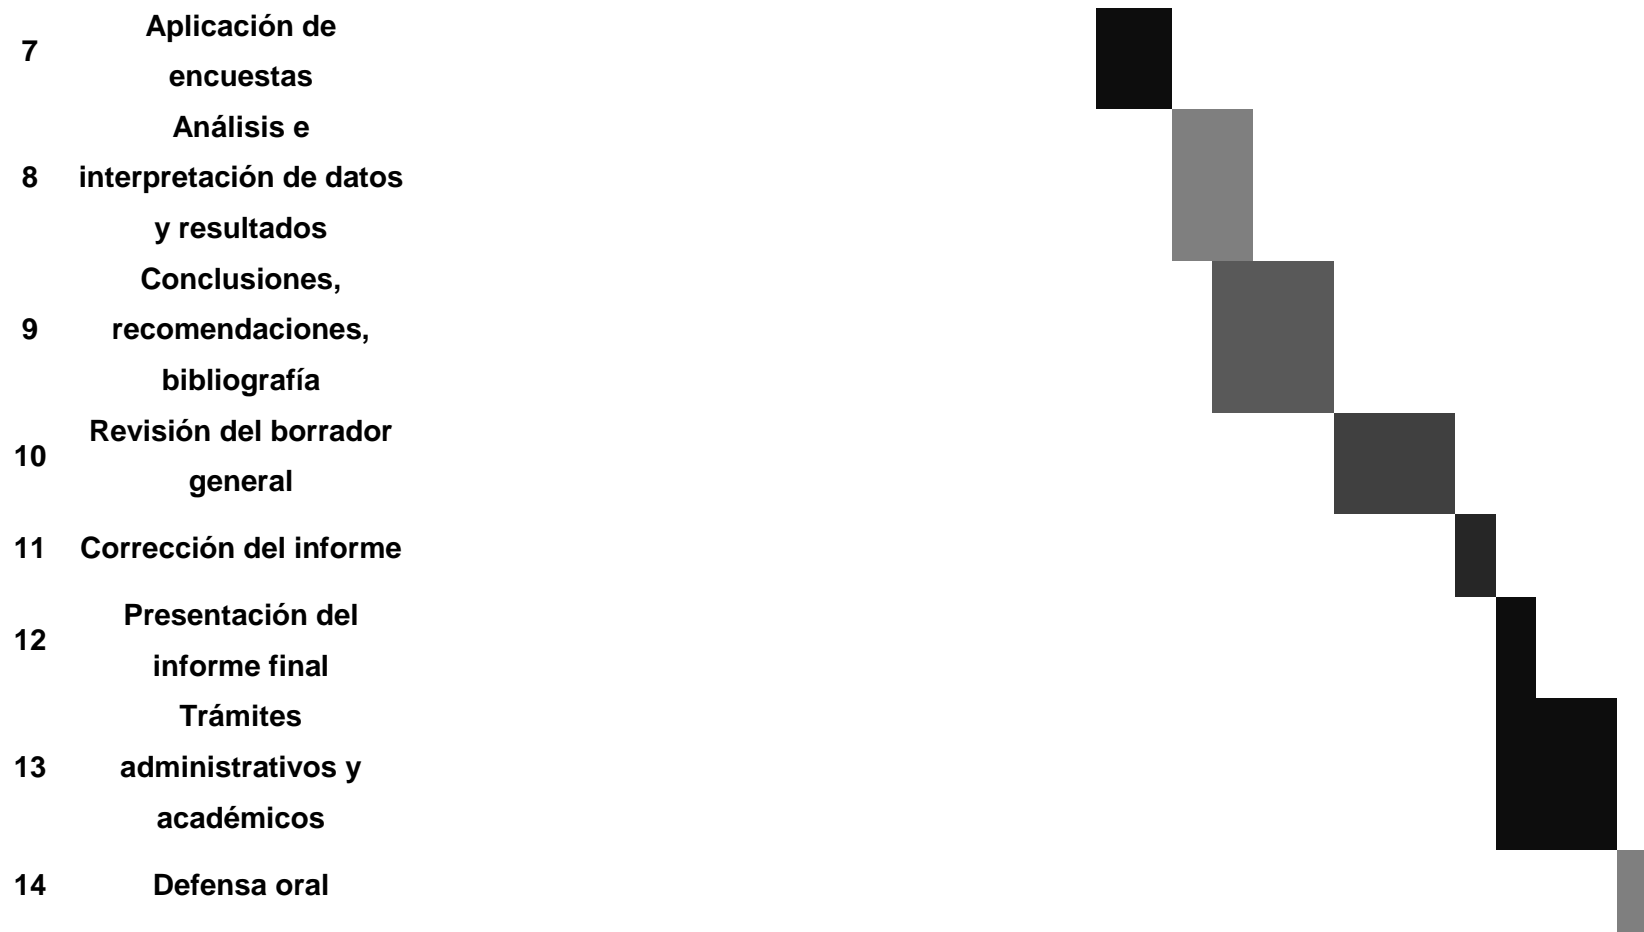 7
Aplicación de
encuestas
8
Análisis e
interpretación de datos
y resultados
9
Conclusiones,
recomendaciones,
bibliografía
10
Revisión del borrador
general
11 Corrección del informe
12
Presentación del
informe final
13
Trámites
administrativos y
académicos
14 Defensa oral